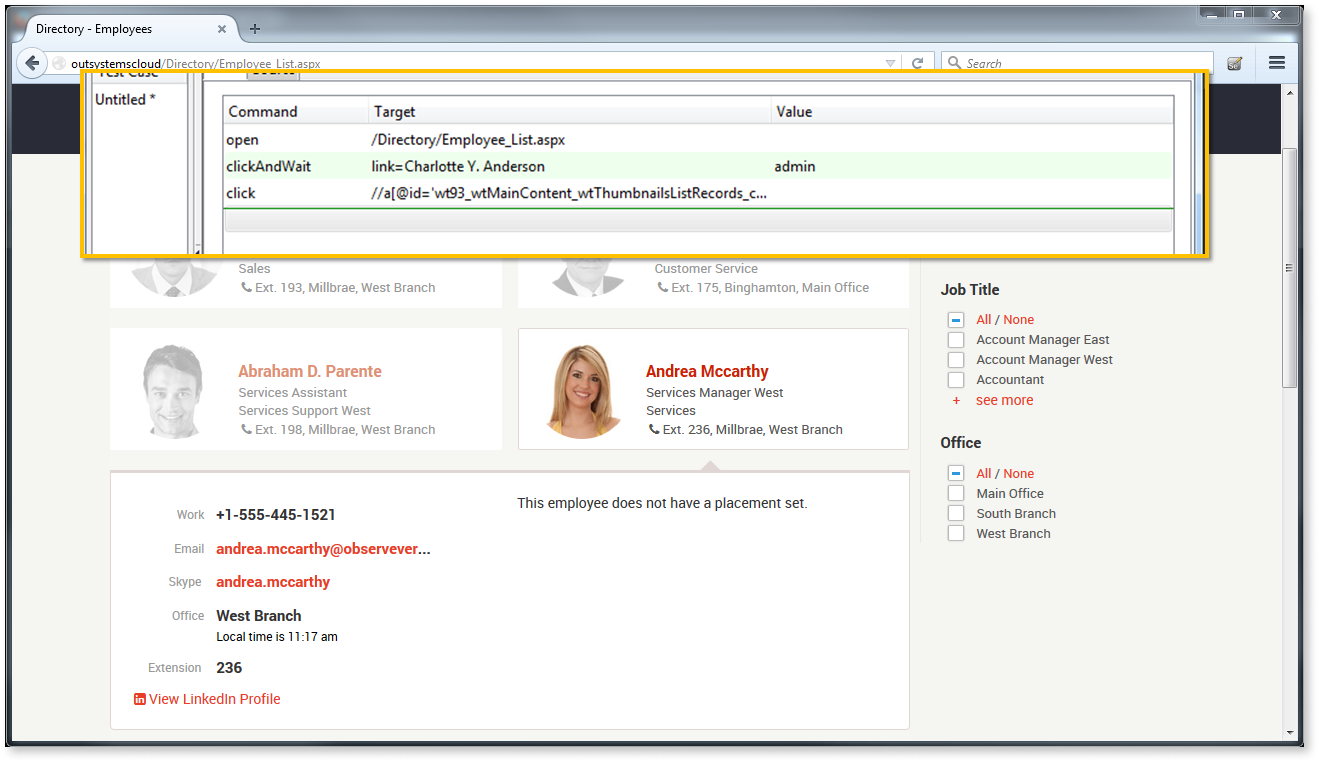 Directory - Employees
outsystemscloud/Directory/Employee_List.aspx
Search
Test Case
Source
Untitled *
Command Target Value
open /Directory/Employee_List.aspx
clickAndWait link=Charlotte Y. Anderson admin
click //a[@id='wt93_wtMainContent_wtThumbnailsListRecords_c...
Sales
Ext. 193, Millbrae, West Branch
Customer Service
Ext. 175, Binghamton, Main Office
Abraham D. Parente
Services Assistant
Services Support West
Ext. 198, Millbrae, West Branch
Andrea Mccarthy
Services Manager West
Services
Ext. 236, Millbrae, West Branch
Work +1-555-445-1521
Email andrea.mccarthy@observever...
Skype andrea.mccarthy
Office West Branch
Local time is 11:17 am
Extension 236
in View LinkedIn Profile
This employee does not have a placement set.
Job Title
All / None
Account Manager East
Account Manager West
Accountant
+ see more
Office
All / None
Main Office
South Branch
West Branch